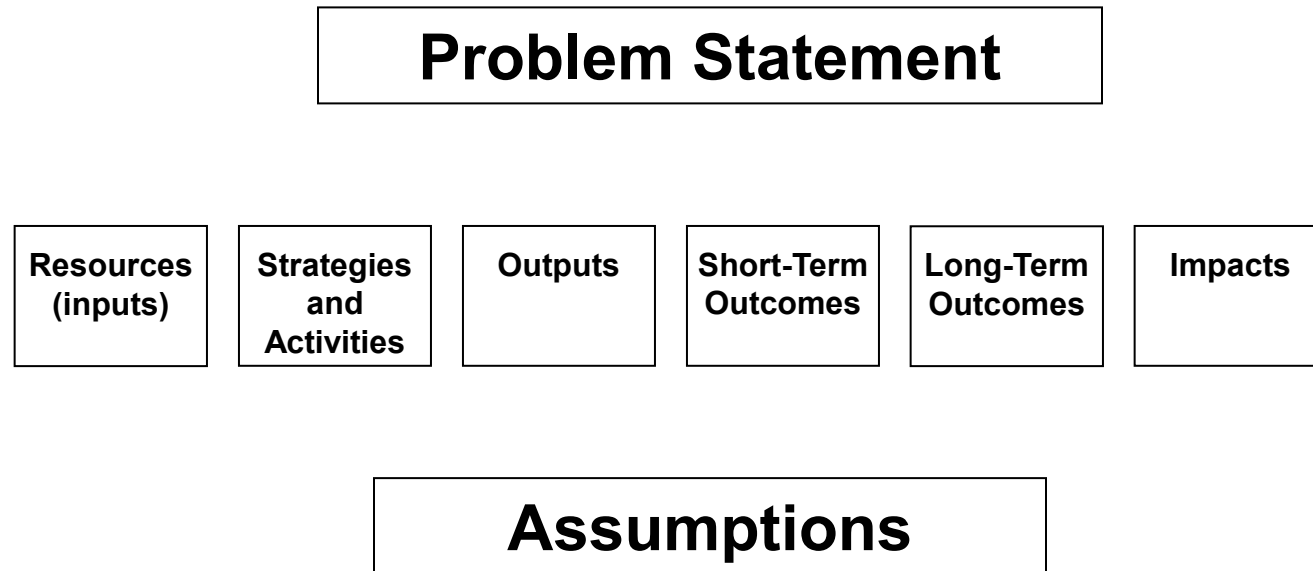 Problem Statement
Resources
(inputs)
Strategies
and
Activities
Outputs
Short-Term
Outcomes
Long-Term
Outcomes
Impacts
Assumptions